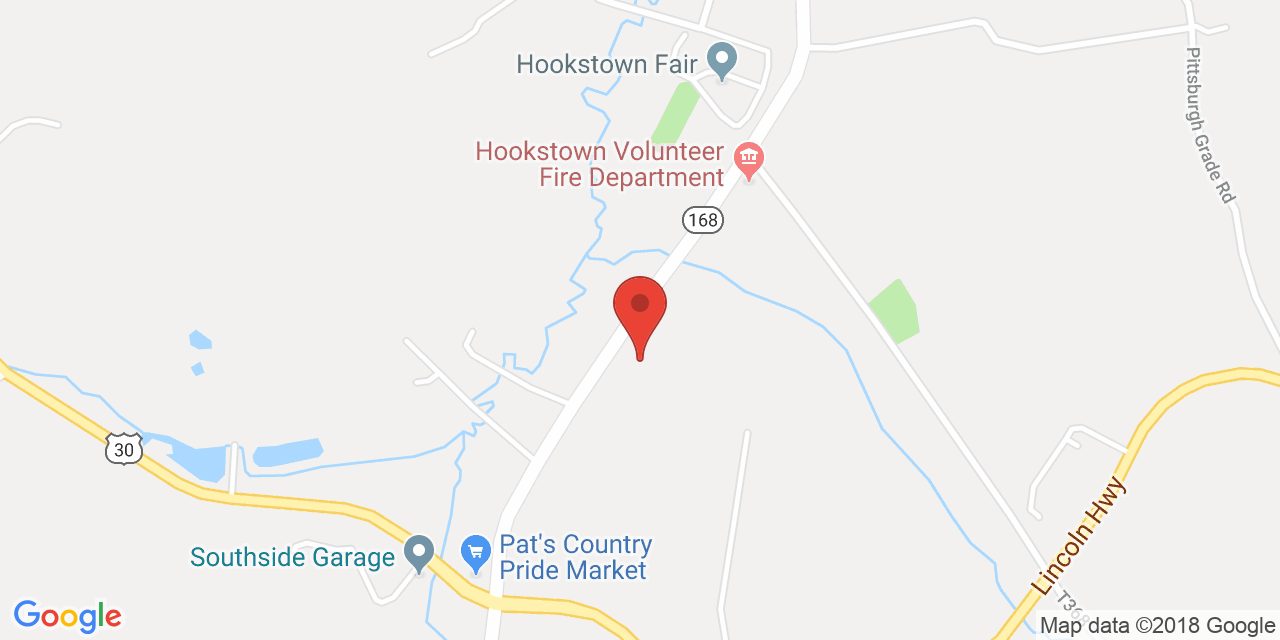 Hookstown Fair
Pittsburgh Grade Rd
Hookstown Volunteer
Fire Department
168
30
Lincoln Hwy
Pat's Country
Pride Market
Southside Garage
T368
Google
Map data ©2018 Google